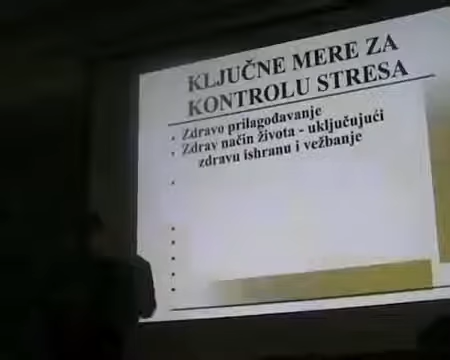 KLJUČNE MERE ZA
KONTROLU STRESA
Zdravo prilagođavanje
Zdrav način života - uključujući
zdravu ishranu i vežbanje